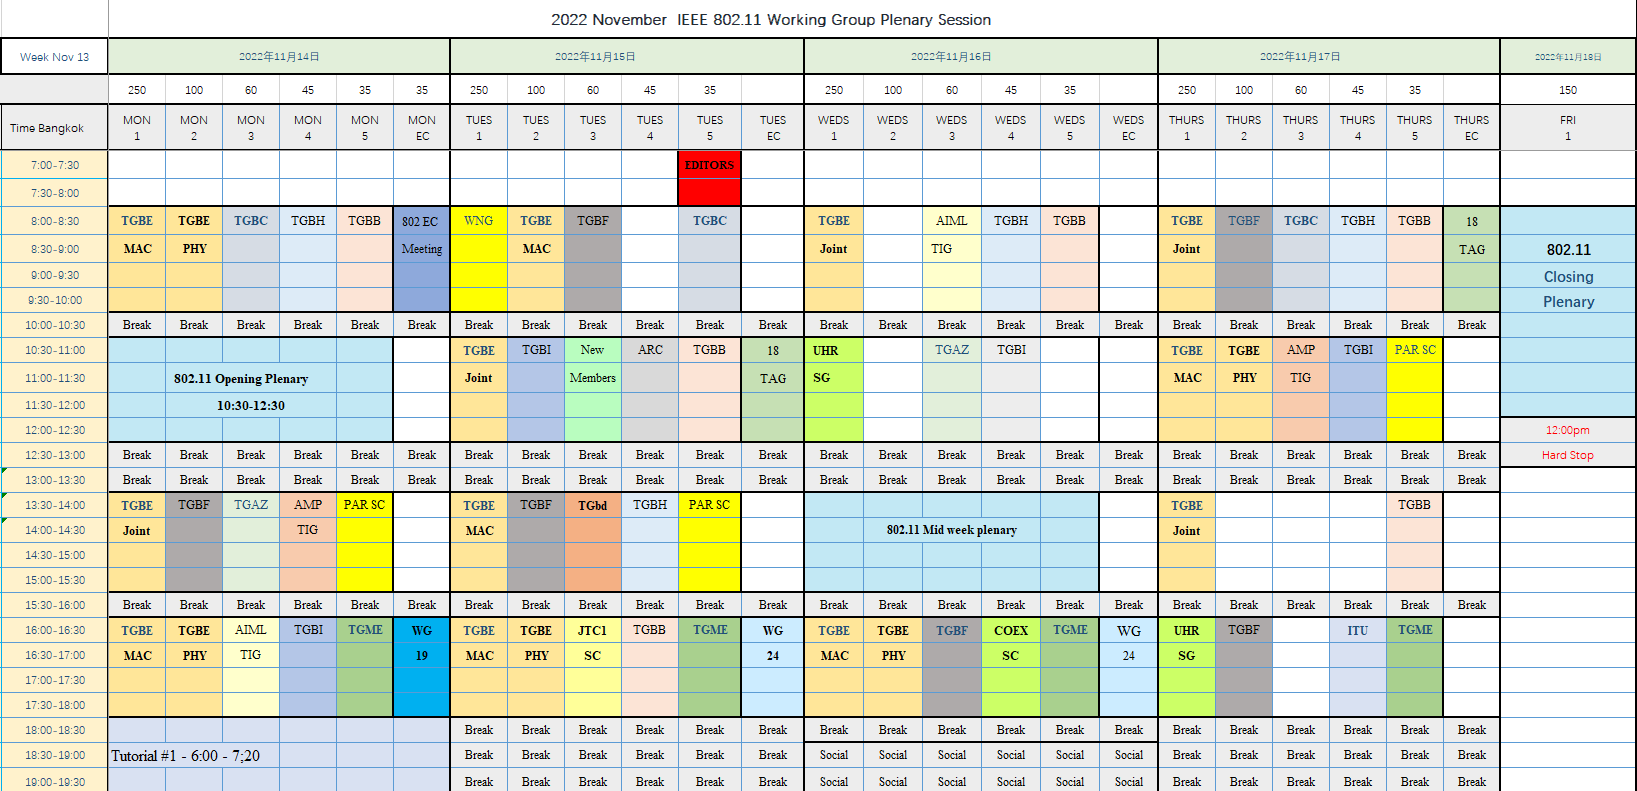 2022 November IEEE 802.11 Working Group Plenary Session
Week Nov 13 2022年11月14日 2022年11月15日 2022年11月16日 2022年11月17日 2022年11月18日
250 100 60 45 35 35 250 100 60 45 35 250 100 60 45 35 250 100 60 45 35 150
Time Bangkok MON MON MON MON MON MON TUES TUES TUES TUES TUES TUES WEDS WEDS WEDS WEDS WEDS WEDS THURS THURS THURS THURS THURS THURS FRI
1 2 3 4 5 EC 1 2 3 4 5 EC 1 2 3 4 5 EC 1 2 3 4 5 EC 1
7:00-7:30 EDITORS
7:30-8:00
8:00-8:30 TGBE TGBE TGBC TGBH TGBB 802 EC WNG TGBE TGBF TGBC TGBE AIML TGBH TGBB TGBE TGBF TGBC TGBH TGBB 18
8:30-9:00 MAC PHY Meeting MAC Joint TIG Joint TAG 802.11
9:00-9:30 Closing
9:30-10:00 Plenary
10:00-10:30 Break Break Break Break Break Break Break Break Break Break Break Break Break Break Break Break Break Break Break Break Break Break Break Break
10:30-11:00 TGBE TGBI New ARC TGBB 18 UHR TGAZ TGBI TGBE TGBE AMP TGBI PAR SC
11:00-11:30 802.11 Opening Plenary Joint Members TAG SG MAC PHY TIG
11:30-12:00 10:30-12:30
12:00-12:30 12:00pm
12:30-13:00 Break Break Break Break Break Break Break Break Break Break Break Break Break Break Break Break Break Break Break Break Break Break Break Break Hard Stop
13:00-13:30 Break Break Break Break Break Break Break Break Break Break Break Break Break Break Break Break Break Break Break Break Break Break Break Break
13:30-14:00 TGBE TGBF TGAZ AMP PAR SC TGBE TGBF TGbd TGBH PAR SC TGBE TGBB
14:00-14:30 Joint TIG MAC 802.11 Mid week plenary Joint
14:30-15:00
15:00-15:30
15:30-16:00 Break Break Break Break Break Break Break Break Break Break Break Break Break Break Break Break Break Break Break Break Break Break Break Break
16:00-16:30 TGBE TGBE AIML TGBI TGME WG TGBE TGBE JTC1 TGBB TGME WG TGBE TGBE TGBF COEX TGME WG UHR TGBF ITU TGME
16:30-17:00 MAC PHY TIG 19 MAC PHY SC 24 MAC PHY SC 24 SG
17:00-17:30
17:30-18:00
18:00-18:30 Break Break Break Break Break Break Break Break Break Break Break Break Break Break Break Break Break Break
18:30-19:00 Tutorial #1 - 6:00 - 7;20 Break Break Break Break Break Break Social Social Social Social Social Social Break Break Break Break Break Break
19:00-19:30 Break Break Break Break Break Break Social Social Social Social Social Social Break Break Break Break Break Break